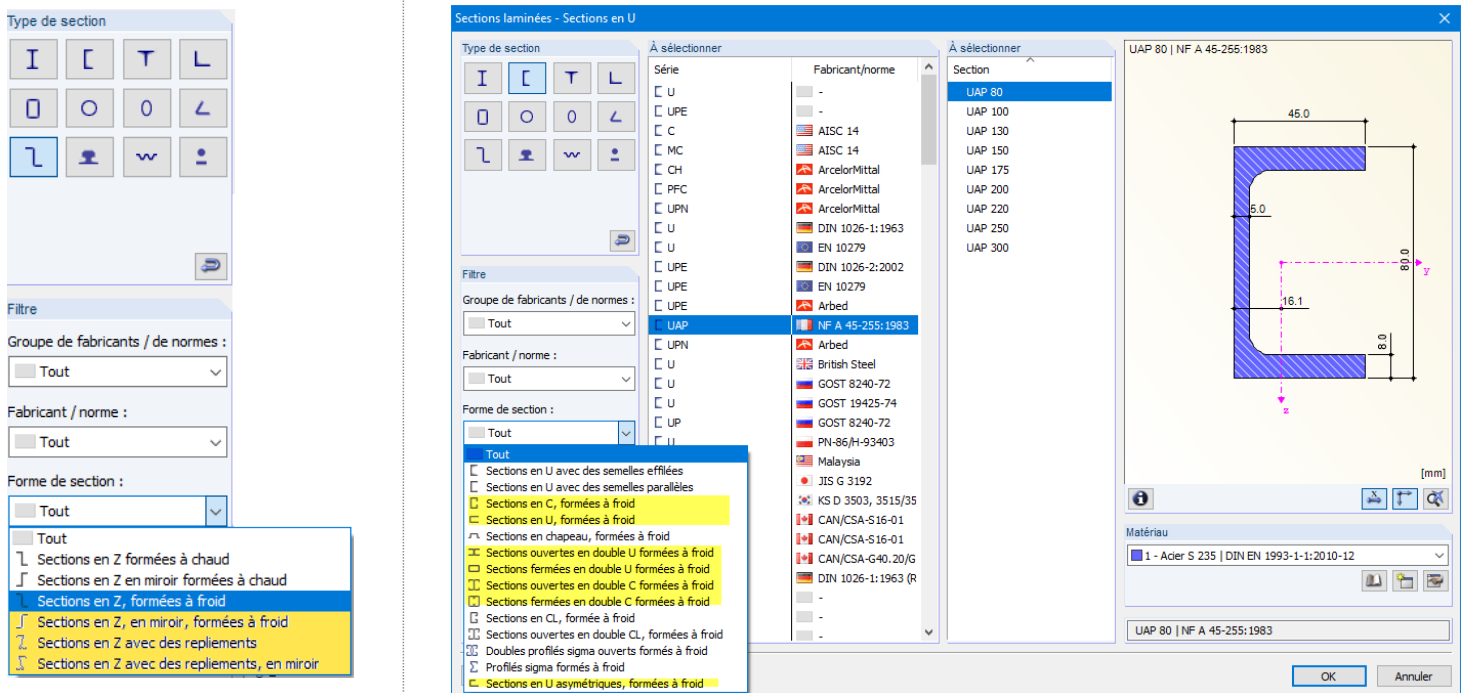 Type de section
Filtre
Groupe de fabricants / de normes :
Tout
Fabricant / norme :
Tout
Forme de section :
Tout
Tout
Sections en Z formées à chaud
Sections en Z en miroir formées à chaud
Sections en Z, formées à froid
Sections en Z, en miroir, formées à froid
Sections en Z avec des repliements
Sections en Z avec des repliements, en miroir
Sections laminées - Sections en U
Type de section
Filtre
Groupe de fabricants / de normes :
Tout
Fabricant / norme :
Tout
Forme de section :
Tout
Tout
Sections en U avec des semelles effilées
Sections en U avec des semelles parallèles
Sections en C, formées à froid
Sections en U, formées à froid
Sections en chapeau, formées à froid
Sections ouvertes en double U formées à froid
Sections fermées en double U formées à froid
Sections ouvertes en double C formées à froid
Sections fermées en double C formées à froid
Sections en CL, formée à froid
Sections ouvertes en double CL, formées à froid
Doubles profilés sigma ouverts formés à froid
Profilés sigma formés à froid
Sections en U asymétriques, formées à froid
À sélectionner
Série Fabricant/norme
U -
UPE -
C AISC 14
MC AISC 14
CH ArcelorMittal
PFC ArcelorMittal
UPN ArcelorMittal
U DIN 1026-1:1963
U EN 10279
UPE DIN 1026-2:2002
UPE EN 10279
UPE Arbed
UAP NF A 45-255:1983
UPN Arbed
U British Steel
U GOST 8240-72
U GOST 19425-74
UP GOST 8240-72
U PN-86/H-93403
Malaysia
JIS G 3192
KS D 3503, 3515/35
CAN/CSA-S16-01
CAN/CSA-S16-01
CAN/CSA-G40.20/G
DIN 1026-1:1963 (R
-
-
-
À sélectionner
Section
UAP 80
UAP 100
UAP 130
UAP 150
UAP 175
UAP 200
UAP 220
UAP 250
UAP 300
UAP 80 | NF A 45-255:1983
45.0
5.0
80.0
y
16.1
8.0
z
[mm]
Matériau
1 - Acier S 235 | DIN EN 1993-1-1:2010-12
UAP 80 | NF A 45-255:1983
OK
Annuler